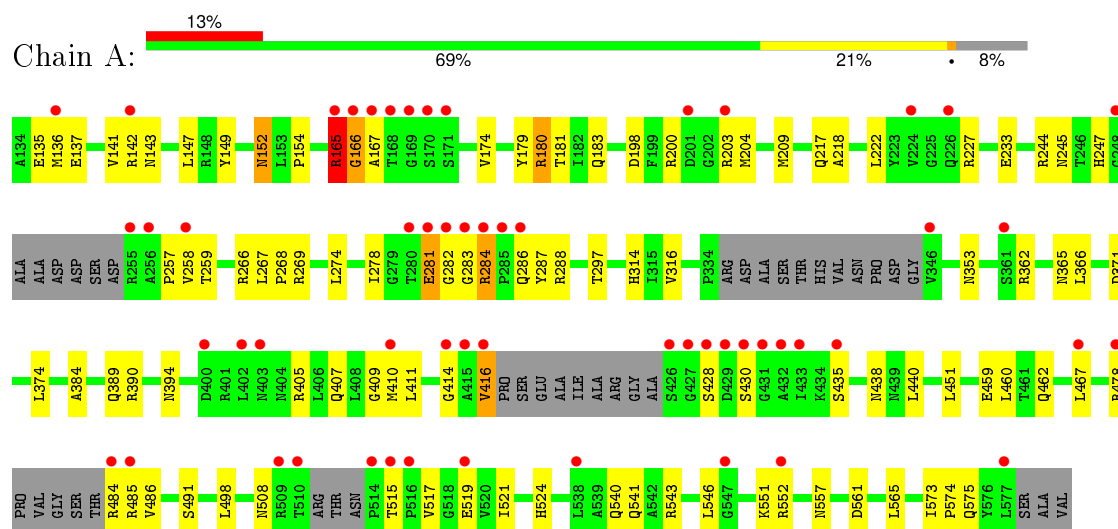 13%
Chain A:
69% 21% • 8%
A134 E135 M136 E137 V141 R142 N143 L147 R148 Y149 N152 L153 P154 R165 G166 A167 T168 G169 S170 S171 V174 Y179 R180 T181 I182 Q183 D198 F199 R200 D201 G202 R203 M204 M209 Q217 A218 L222 Y223 V224 G225 Q226 R227 E233 R244 N245 T246 H247
ALA ALA ASP ASP SER ASP R255 A256 P257 V258 T259 R266 L267 P268 R269 L274 I278 G279 T280 E281 G282 G283 R284 P285 Q286 Y287 R288 T297 H314 I315 V316 P334 ARG ASP ALA SER THR HIS VAL ASN PRO ASP GLY V346 N353 S361 R362 N365 L366
L374 A384 Q389 R390 N394 D400 R401 L402 N403 N404 R405 L406 Q407 L408 G409 M410 L411 G414 A415 V416 PRO SER GLU ALA ILE ALA ARG GLY ALA S426 G427 S428 D429 S430 G431 A432 I433 K434 S435 N438 N439 L440 L451 E459 L460 T461 Q462 L467
PRO VAL GLY SER THR R484 R485 V486 S491 L498 N508 R509 T510 ARG THR ASN P514 T515 P516 V517 G518 E519 V520 I521 H524 L538 A539 Q540 Q541 A542 R543 L546 G547 K551 R552 N557 D561 L565 I573 P574 Q575 Y576 L577 SER ALA VAL